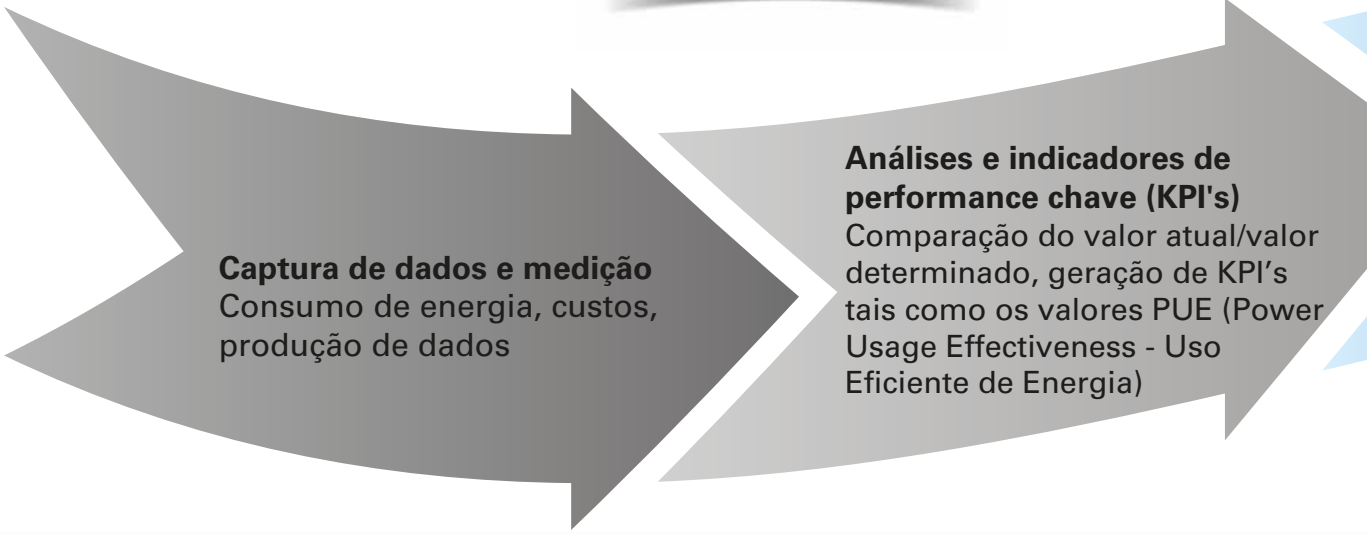 Captura de dados e medição
Consumo de energia, custos,
produção de dados
Análises e indicadores de
performance chave (KPI's)
Comparação do valor atual/valor
determinado, geração de KPI’s
tais como os valores PUE (Power
Usage Effectiveness - Uso
Eficiente de Energia)